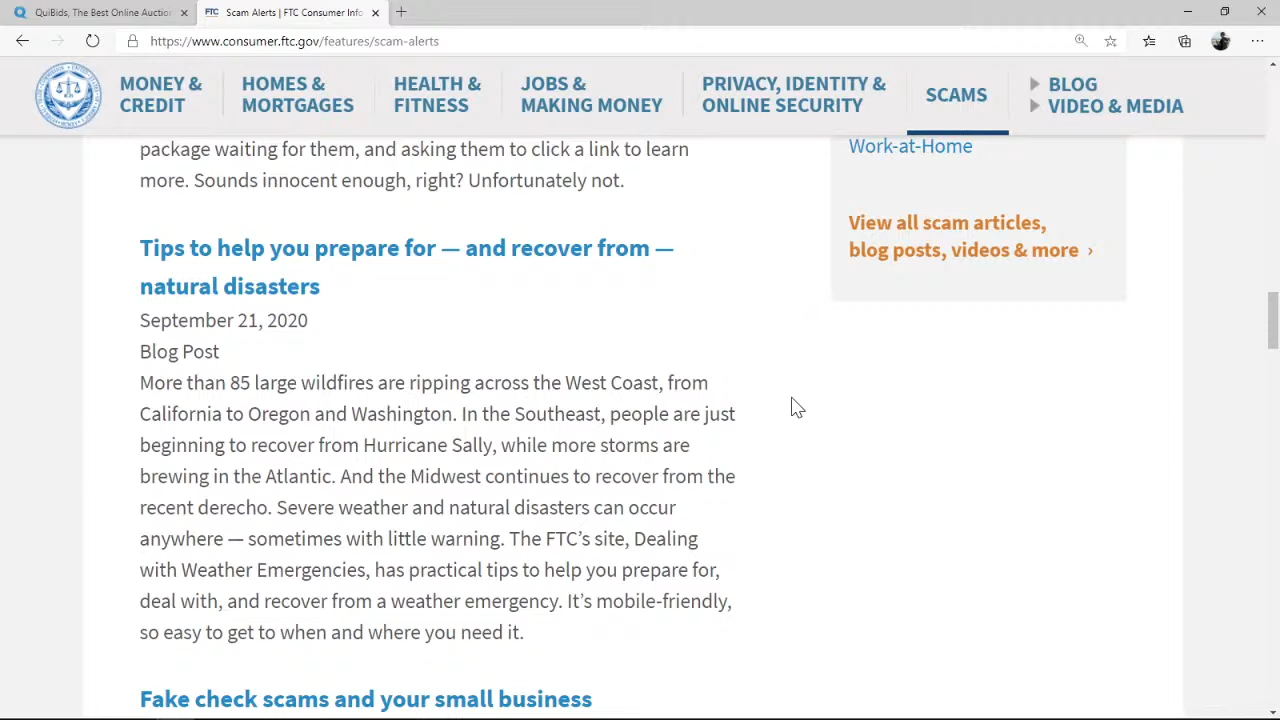 QuiBids, The Best Online Auction
FTC
Scam Alerts | FTC Consumer Info
https://www.consumer.ftc.gov/features/scam-alerts
MONEY &
CREDIT
HOMES &
MORTGAGES
HEALTH &
FITNESS
JOBS &
MAKING MONEY
PRIVACY, IDENTITY &
ONLINE SECURITY
SCAMS
BLOG
VIDEO & MEDIA
package waiting for them, and asking them to click a link to learn
more. Sounds innocent enough, right? Unfortunately not.
Tips to help you prepare for — and recover from —
natural disasters
September 21, 2020
Blog Post
More than 85 large wildfires are ripping across the West Coast, from
California to Oregon and Washington. In the Southeast, people are just
beginning to recover from Hurricane Sally, while more storms are
brewing in the Atlantic. And the Midwest continues to recover from the
recent derecho. Severe weather and natural disasters can occur
anywhere — sometimes with little warning. The FTC’s site, Dealing
with Weather Emergencies, has practical tips to help you prepare for,
deal with, and recover from a weather emergency. It’s mobile-friendly,
so easy to get to when and where you need it.
Fake check scams and your small business
Work-at-Home
View all scam articles,
blog posts, videos & more ›